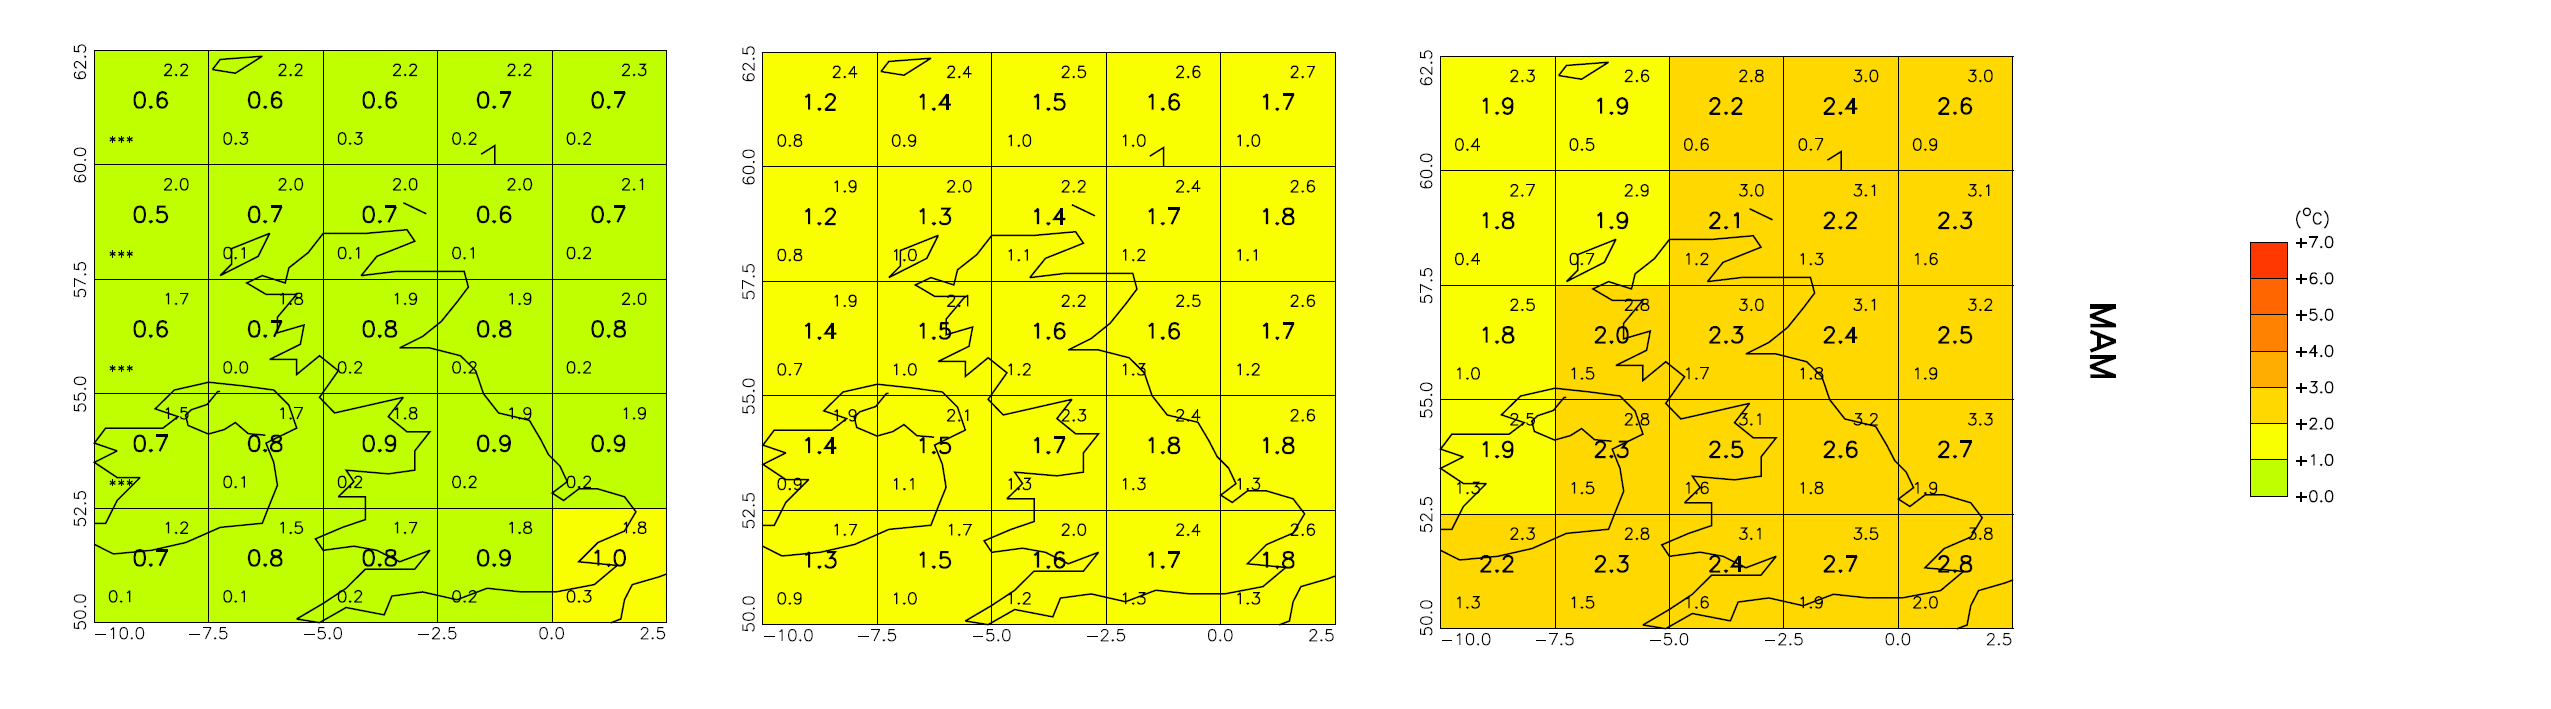 62.5 2.2 2.2 2.2 2.2 2.3
0.6 0.6 0.6 0.7 0.7
*** 0.3 0.3 0.2 0.2
60.0 2.0 2.0 2.0 2.0 2.1
0.5 0.7 0.7 0.6 0.7
*** 0.1 0.1 0.1 0.2
57.5 1.7 1.8 1.9 1.9 2.0
0.6 0.7 0.8 0.8 0.8
*** 0.0 0.2 0.2 0.2
55.0 1.5 1.7 1.8 1.9 1.9
0.7 0.8 0.9 0.9 0.9
*** 0.1 0.2 0.2 0.2
52.5 1.2 1.5 1.7 1.8 1.8
0.7 0.8 0.8 0.9 1.0
50.0 0.1 0.1 0.2 0.2 0.3
−10.0 −7.5 −5.0 −2.5 0.0 2.5
62.5 2.4 2.4 2.5 2.6 2.7
1.2 1.4 1.5 1.6 1.7
0.8 0.9 1.0 1.0 1.0
60.0 1.9 2.0 2.2 2.4 2.6
1.2 1.3 1.4 1.7 1.8
0.8 1.0 1.1 1.2 1.1
57.5 1.9 2.1 2.2 2.5 2.6
1.4 1.5 1.6 1.6 1.7
0.7 1.0 1.2 1.3 1.2
55.0 1.9 2.1 2.3 2.4 2.6
1.4 1.5 1.7 1.8 1.8
0.9 1.1 1.3 1.3 1.3
52.5 1.7 1.7 2.0 2.4 2.6
1.3 1.5 1.6 1.7 1.8
50.0 0.9 1.0 1.2 1.3 1.3
−10.0 −7.5 −5.0 −2.5 0.0 2.5
62.5 2.3 2.6 2.8 3.0 3.0
1.9 1.9 2.2 2.4 2.6
0.4 0.5 0.6 0.7 0.9
60.0 2.7 2.9 3.0 3.1 3.1
1.8 1.9 2.1 2.2 2.3
0.4 0.7 1.2 1.3 1.6
57.5 2.5 2.8 3.0 3.1 3.2
1.8 2.0 2.3 2.4 2.5
1.0 1.5 1.7 1.8 1.9
55.0 2.5 2.8 3.1 3.2 3.3
1.9 2.3 2.5 2.6 2.7
1.3 1.5 1.6 1.8 1.9
52.5 2.3 2.8 3.1 3.5 3.8
2.2 2.3 2.4 2.7 2.8
50.0 1.3 1.5 1.6 1.9 2.0
−10.0 −7.5 −5.0 −2.5 0.0 2.5
MAM
(°C)
+7.0
+6.0
+5.0
+4.0
+3.0
+2.0
+1.0
+0.0